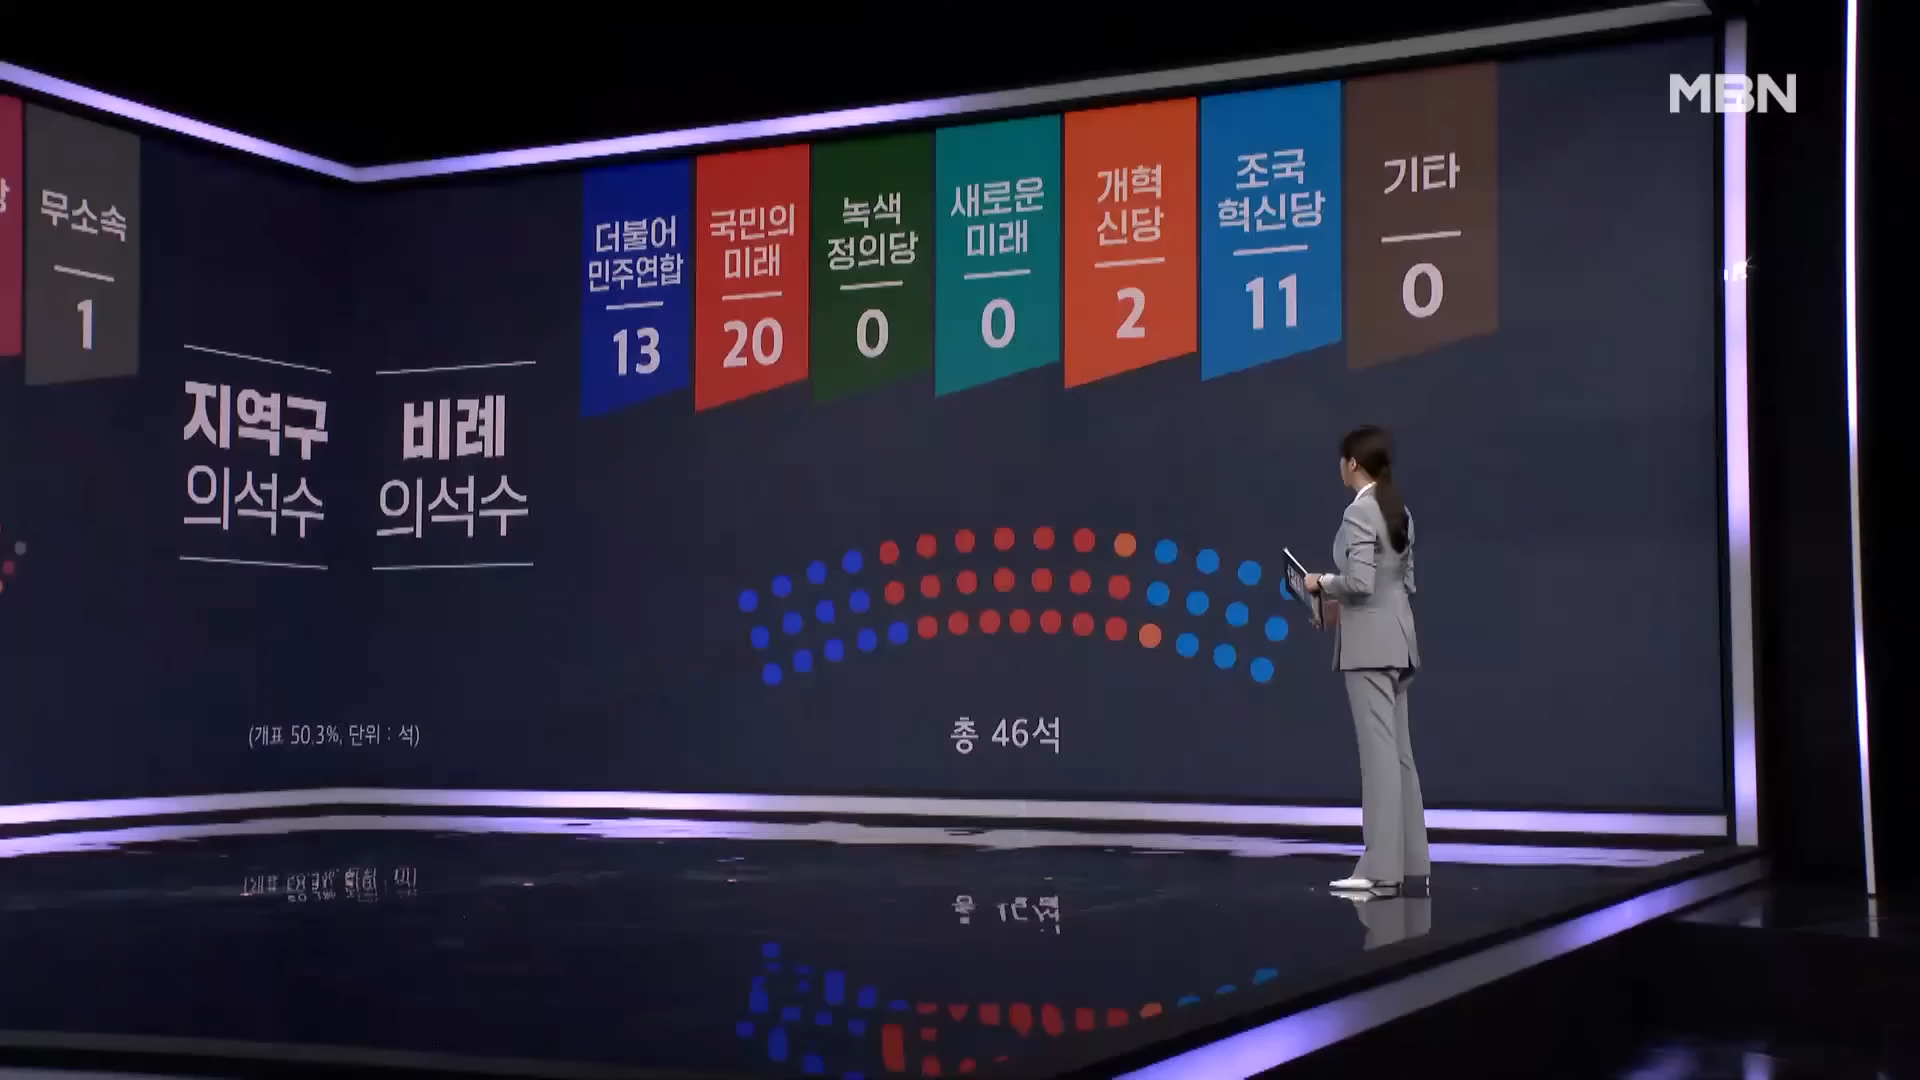 MBN
무소속
1
지역구
의석수
비례
의석수
더불어
민주연합
13
국민의
미래
20
녹색
정의당
0
새로운
미래
0
개혁
신당
2
조국
혁신당
11
기타
0
(개표 50.3%, 단위 : 석)
총 46석